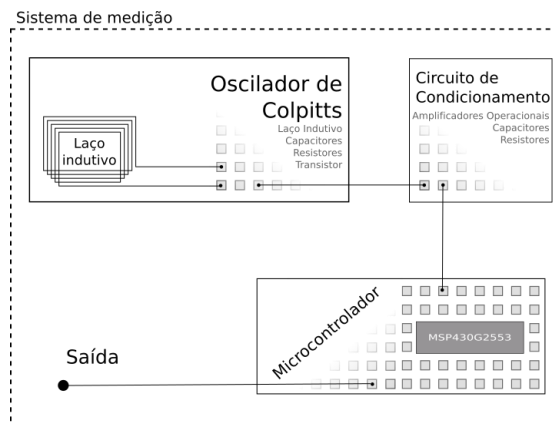 Sistema de medição
Oscilador de
Colpitts
Laço Indutivo
Capacitores
Resistores
Transistor
Laço
indutivo
Circuito de
Condicionamento
Amplificadores Operacionais
Capacitores
Resistores
Microcontrolador
MSP430G2553
Saída